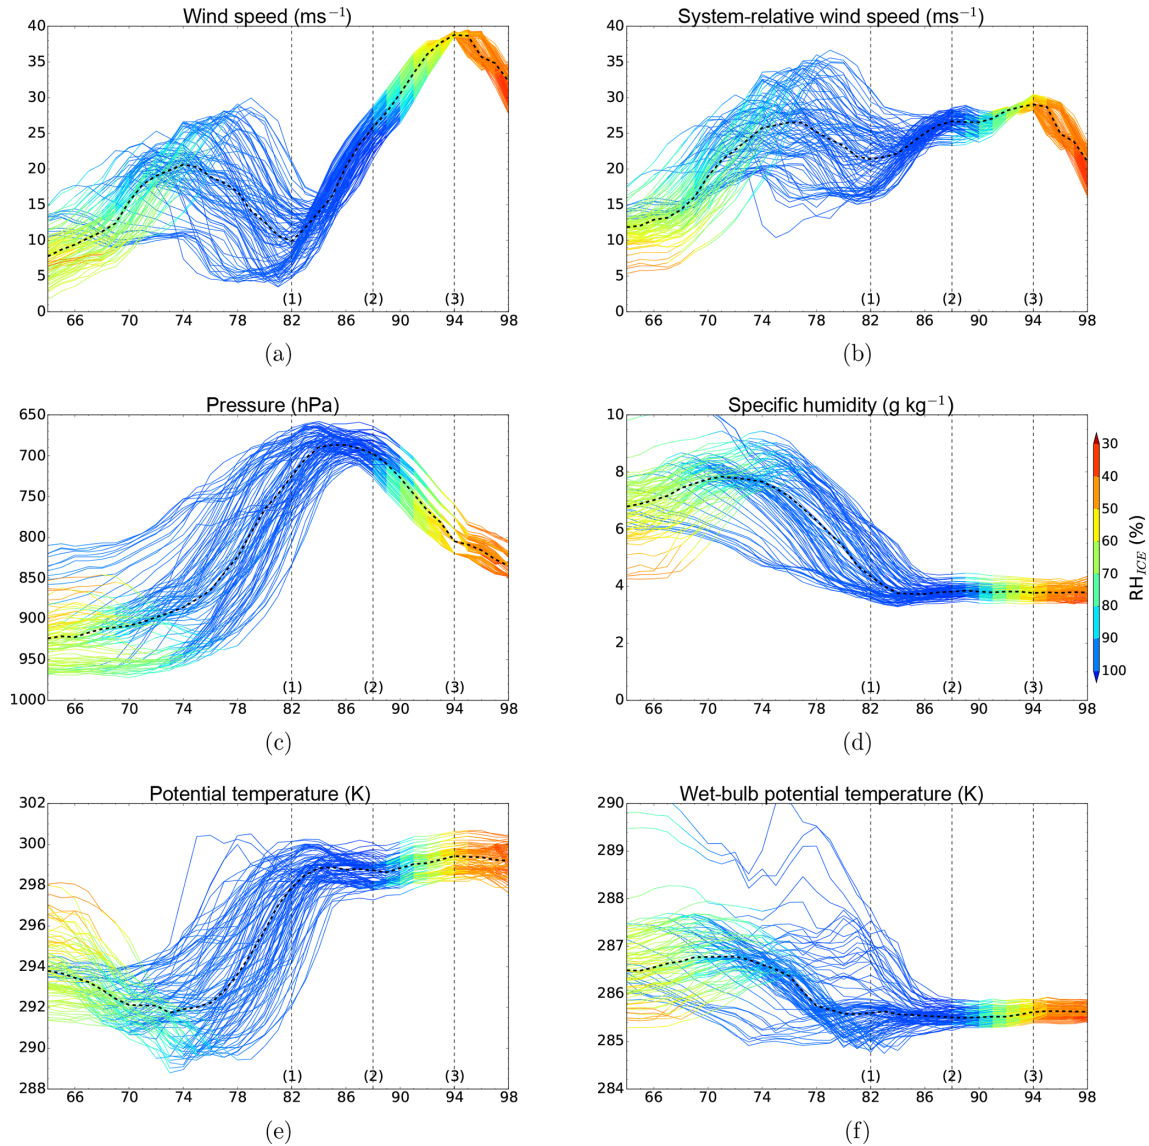 Wind speed (ms⁻¹)
40
35
30
25
20
15
10
5
0
(1) (2) (3)
66 70 74 78 82 86 90 94 98
(a)
System-relative wind speed (ms⁻¹)
40
35
30
25
20
15
10
5
0
(1) (2) (3)
66 70 74 78 82 86 90 94 98
(b)
Pressure (hPa)
650
700
750
800
850
900
950
1000
(1) (2) (3)
66 70 74 78 82 86 90 94 98
(c)
Specific humidity (g kg⁻¹)
10
8
6
4
2
0
(1) (2) (3)
66 70 74 78 82 86 90 94 98
(d)
30
40
50
60
70
80
90
100
RH_ICE (%)
Potential temperature (K)
302
300
298
296
294
292
290
288
(1) (2) (3)
66 70 74 78 82 86 90 94 98
(e)
Wet-bulb potential temperature (K)
290
289
288
287
286
285
284
(1) (2) (3)
66 70 74 78 82 86 90 94 98
(f)